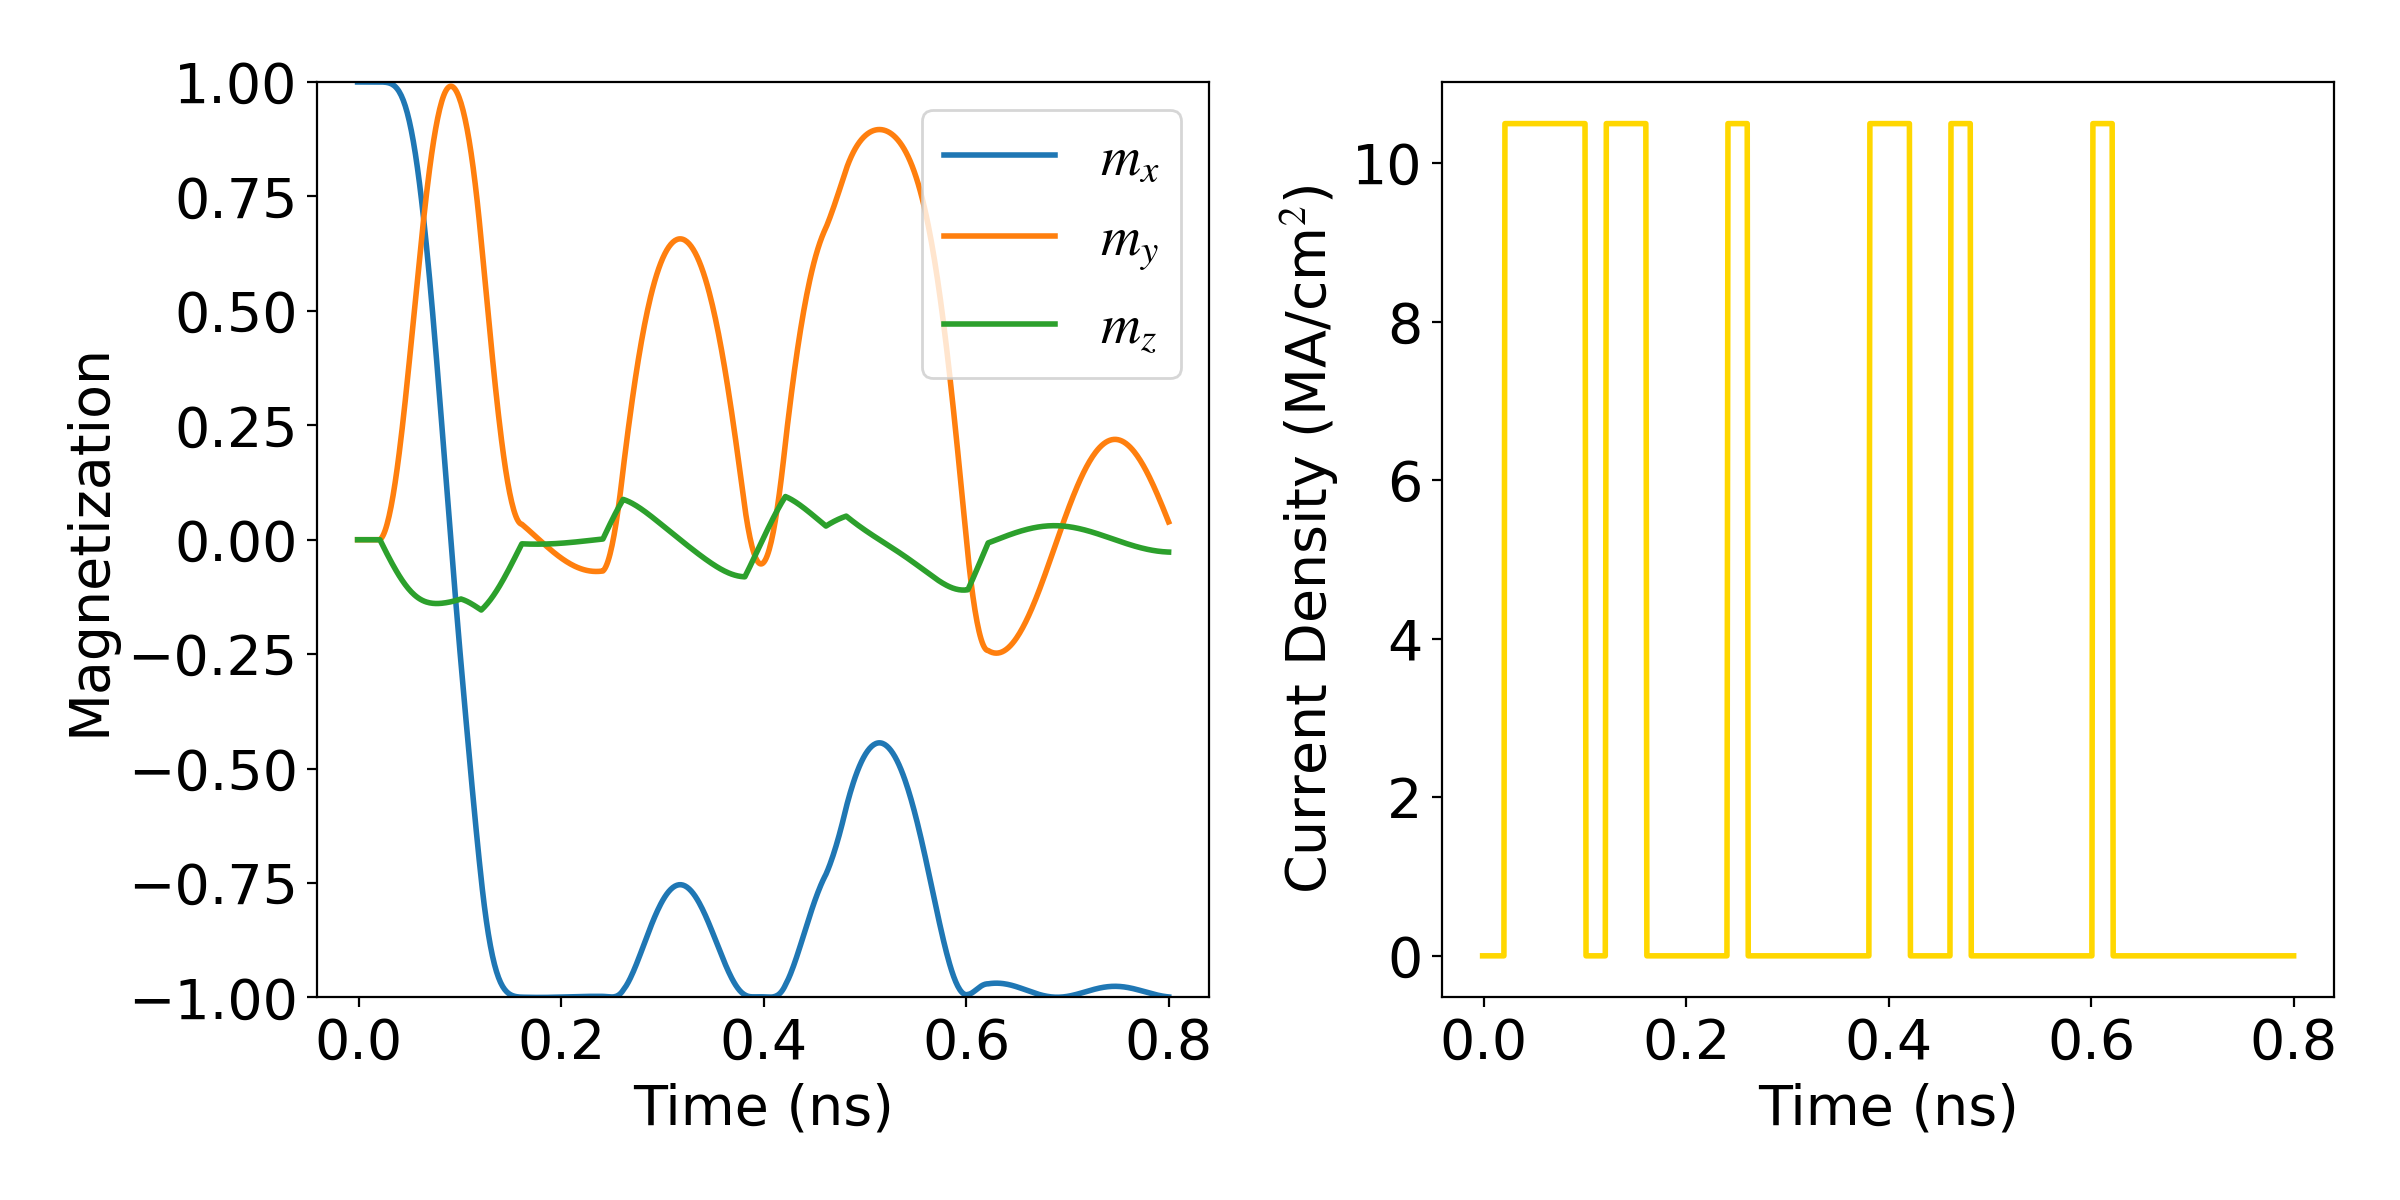 1.00
0.75
0.50
0.25
0.00
−0.25
−0.50
−0.75
−1.00
Magnetization
0.0 0.2 0.4 0.6 0.8
Time (ns)
m_x
m_y
m_z
10
8
6
4
2
0
Current Density (MA/cm²)
0.0 0.2 0.4 0.6 0.8
Time (ns)